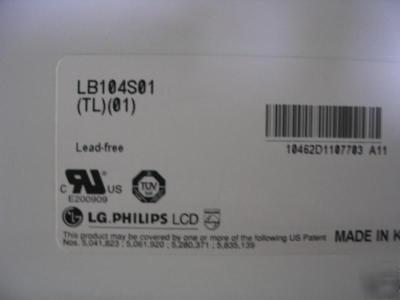 LB104S01
(TL)(01)
Lead-free
10462D1107703 A11
C UL US
TUV
E200909
LG.PHILIPS LCD
This product may be covered by one or more of the following US Patent
Nos. 5,041,823 ; 5,061,920 ; 5,280,371 ; 5,835,139
MADE IN K